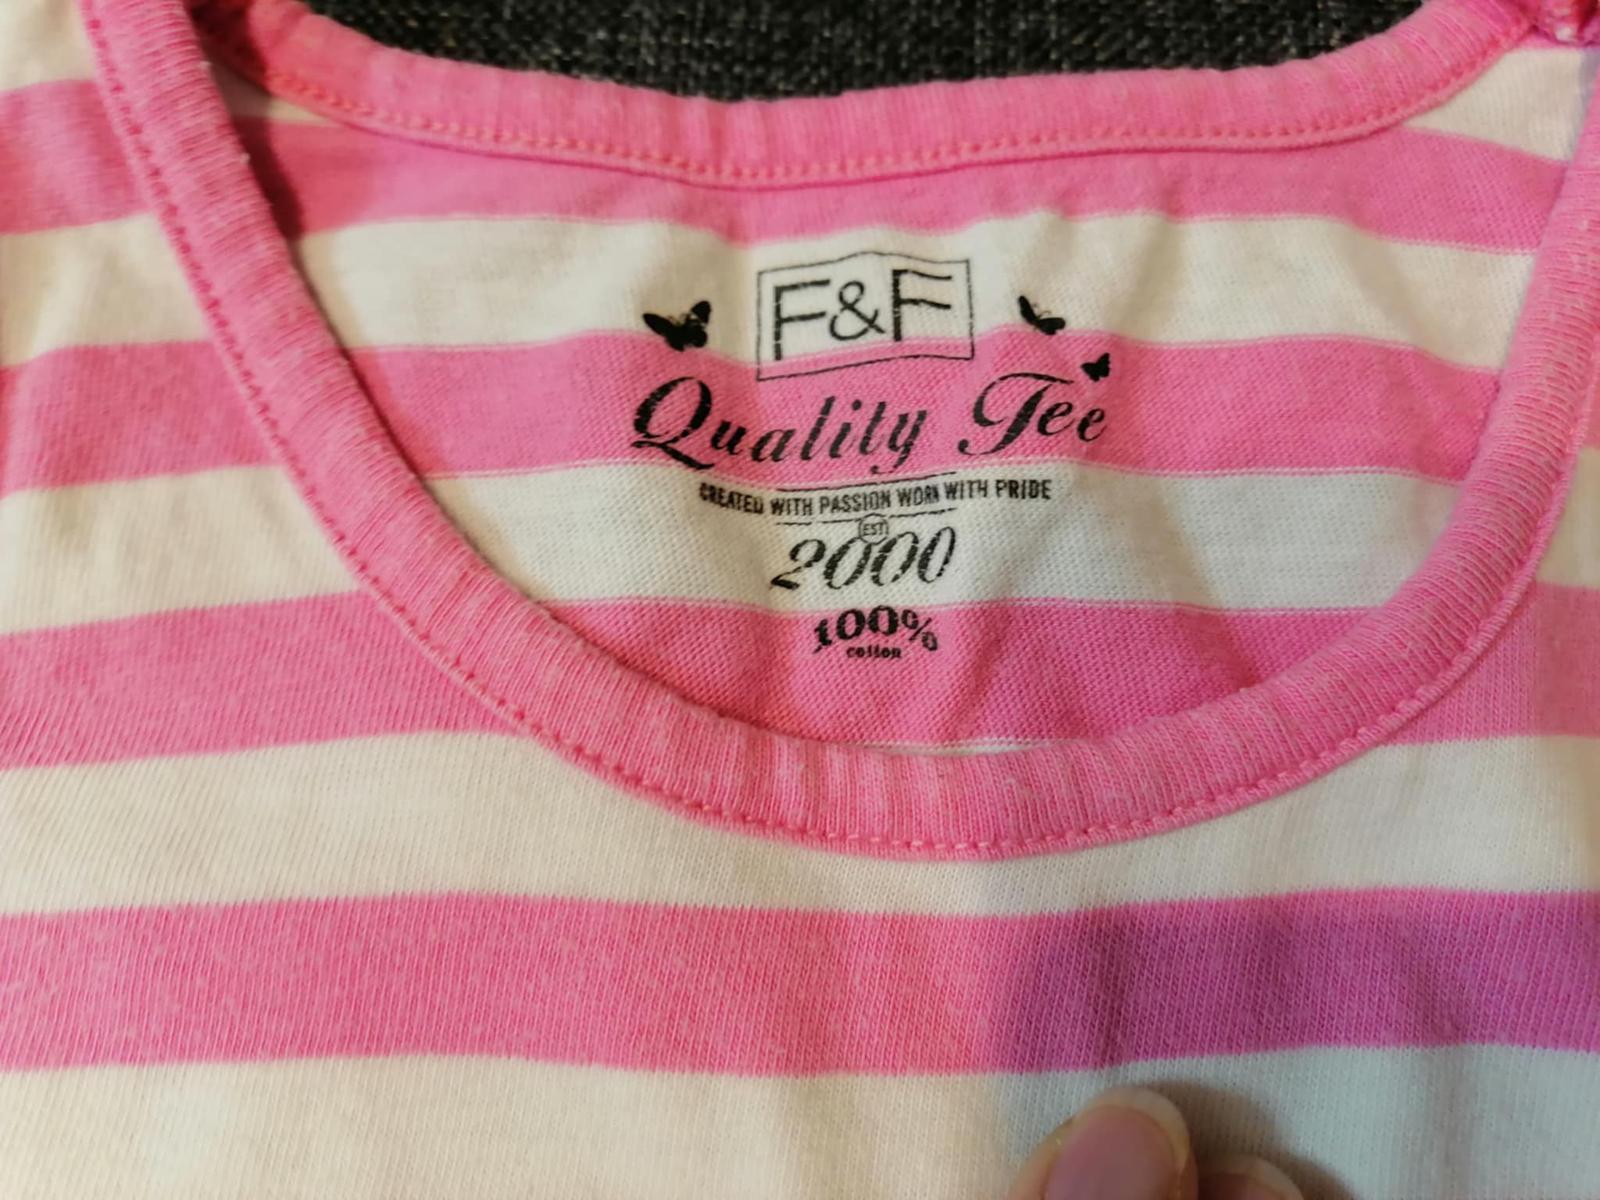 F&F
Quality Tee
CREATED WITH PASSION WORN WITH PRIDE
EST
2000
100%
cotton